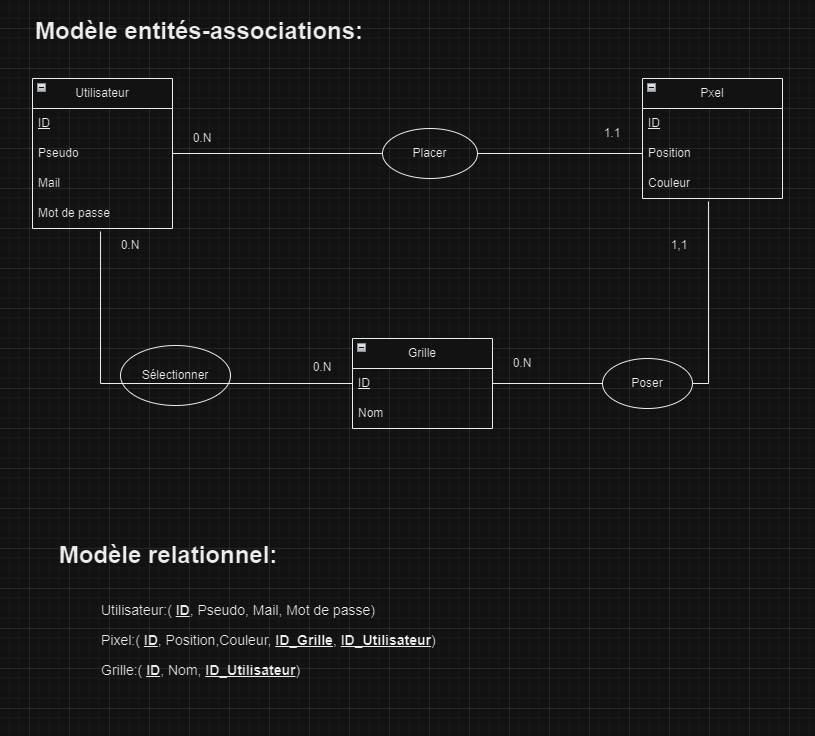 Modèle entités-associations:
Utilisateur
ID
Pseudo
Mail
Mot de passe
0.N
Placer
1.1
Pxel
ID
Position
Couleur
0.N
1,1
Sélectionner
0.N
Grille
ID
Nom
0.N
Poser
Modèle relationnel:
Utilisateur:( ID, Pseudo, Mail, Mot de passe)
Pixel:( ID, Position,Couleur, ID_Grille, ID_Utilisateur)
Grille:( ID, Nom, ID_Utilisateur)